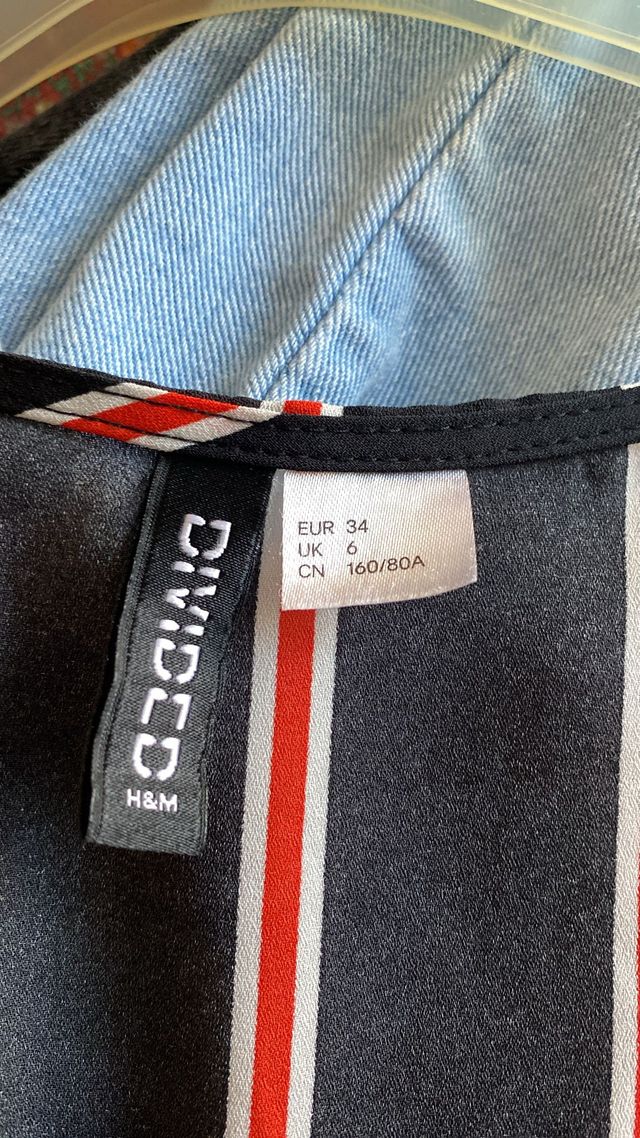 DIVIDED
H&M
EUR 34
UK 6
CN 160/80A